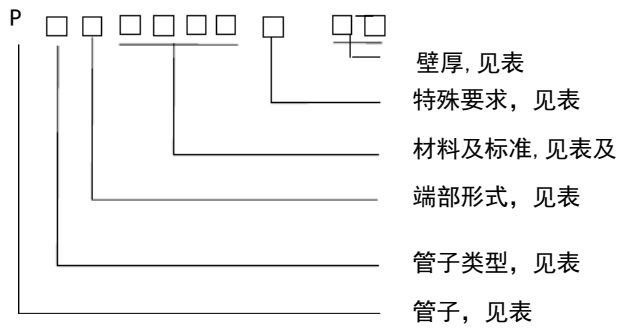 P □ □ □ □ □ □ □ □ □
壁厚,见表
特殊要求，见表
材料及标准,见表及
端部形式，见表
管子类型，见表
管子，见表